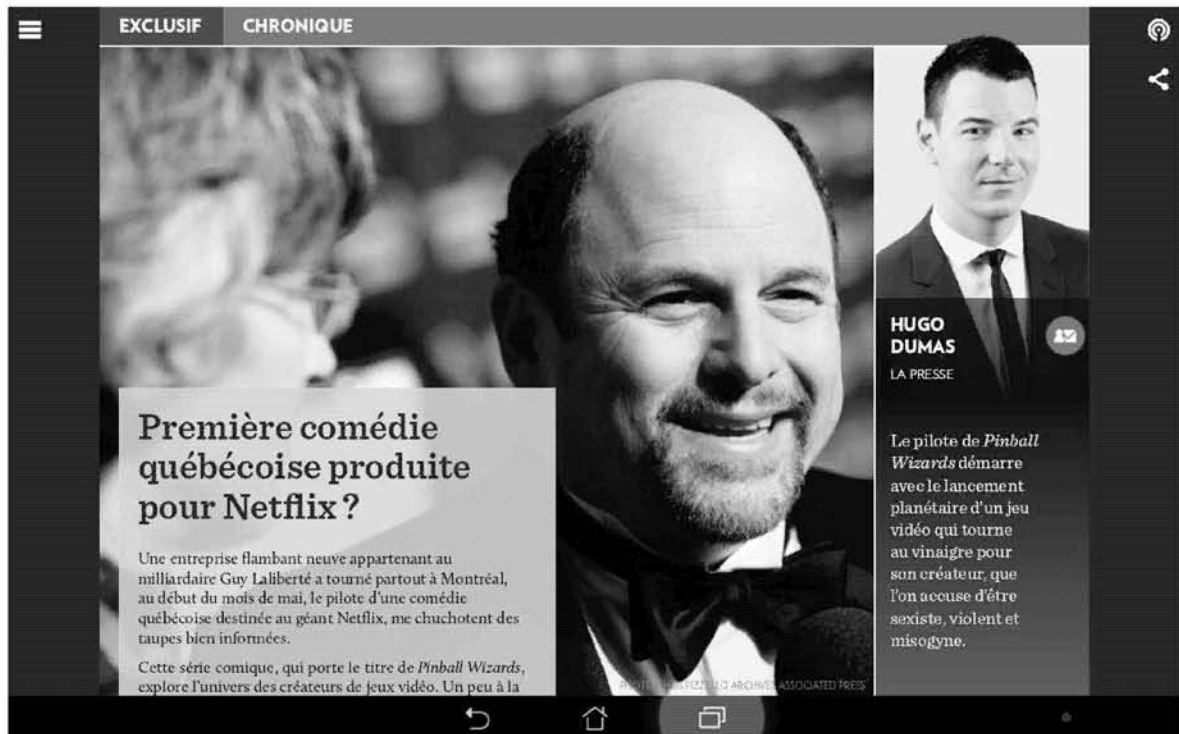 EXCLUSIF CHRONIQUE
Première comédie
québécoise produite
pour Netflix ?
Une entreprise flambant neuve appartenant au
milliardaire Guy Laliberté a tourné partout à Montréal,
au début du mois de mai, le pilote d'une comédie
québécoise destinée au géant Netflix, me chuchotent des
taupes bien informées.
Cette série comique, qui porte le titre de Pinball Wizards,
explore l'univers des créateurs de jeux vidéo. Un peu à la
ARCHIVES ASSOCIATED PRESS
HUGO
DUMAS
LA PRESSE
Le pilote de Pinball
Wizards démarre
avec le lancement
planétaire d'un jeu
vidéo qui tourne
au vinaigre pour
son créateur, que
l'on accuse d'être
sexiste, violent et
misogyne.